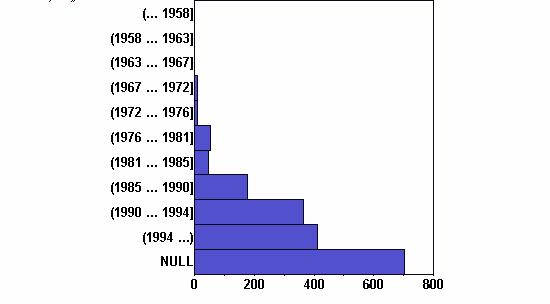 (... 1958]
(1958 ... 1963]
(1963 ... 1967]
(1967 ... 1972]
(1972 ... 1976]
(1976 ... 1981]
(1981 ... 1985]
(1985 ... 1990]
(1990 ... 1994]
(1994 ...)
NULL
0 200 400 600 800